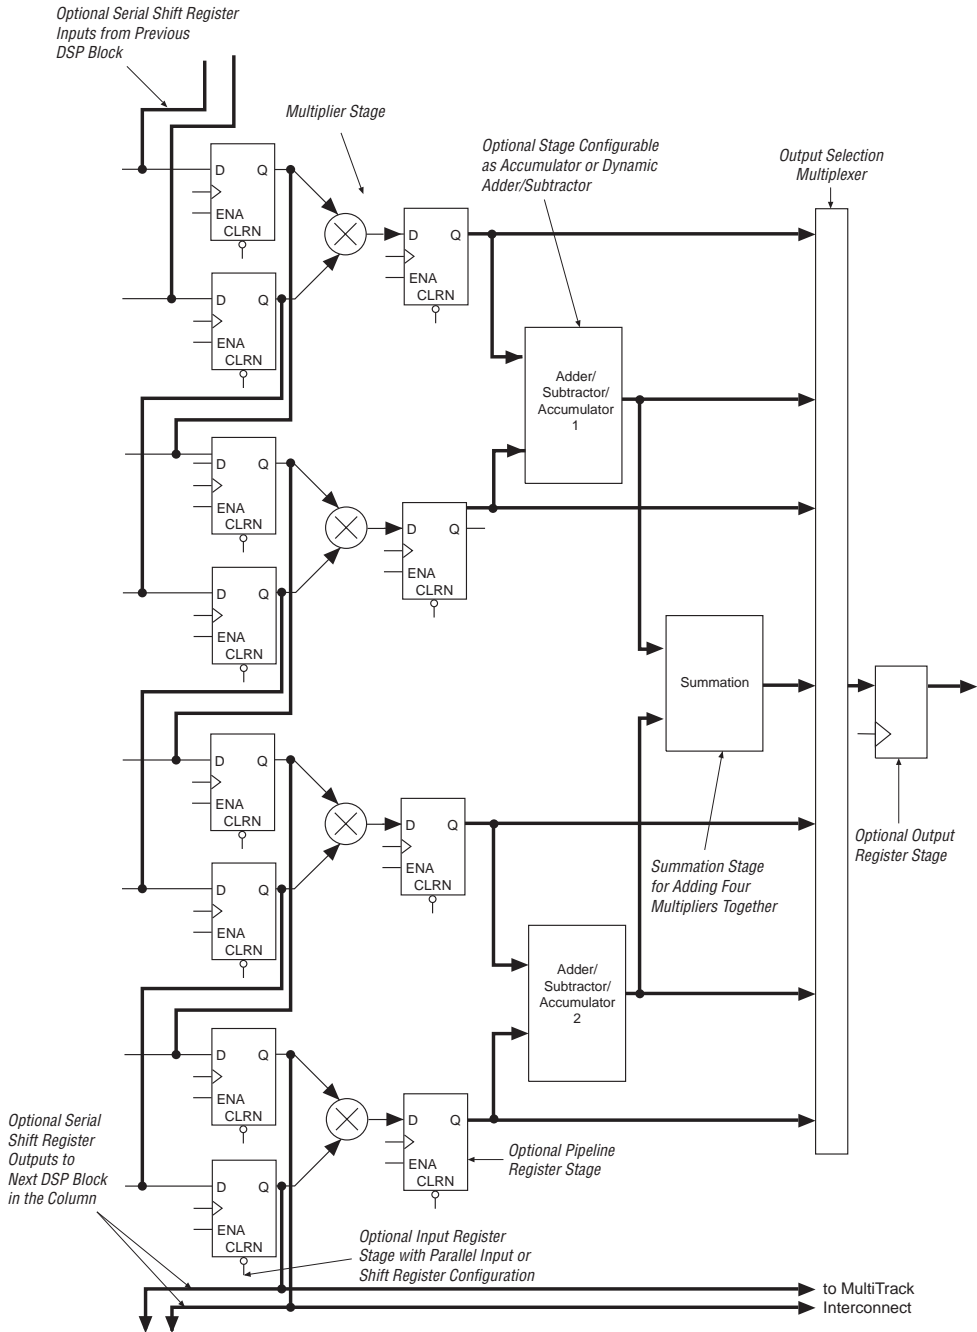 Optional Serial Shift Register
Inputs from Previous
DSP Block
Multiplier Stage
Optional Stage Configurable
as Accumulator or Dynamic
Adder/Subtractor
Output Selection
Multiplexer
D Q
ENA
CLRN
D Q
ENA
CLRN
D Q
ENA
CLRN
Adder/
Subtractor/
Accumulator
1
D Q
ENA
CLRN
D Q
ENA
CLRN
D Q
ENA
CLRN
Summation
D Q
ENA
CLRN
D Q
ENA
CLRN
D Q
ENA
CLRN
Summation Stage
for Adding Four
Multipliers Together
Optional Output
Register Stage
Adder/
Subtractor/
Accumulator
2
D Q
ENA
CLRN
D Q
ENA
CLRN
D Q
ENA
CLRN
Optional Pipeline
Register Stage
Optional Serial
Shift Register
Outputs to
Next DSP Block
in the Column
Optional Input Register
Stage with Parallel Input or
Shift Register Configuration
to MultiTrack
Interconnect